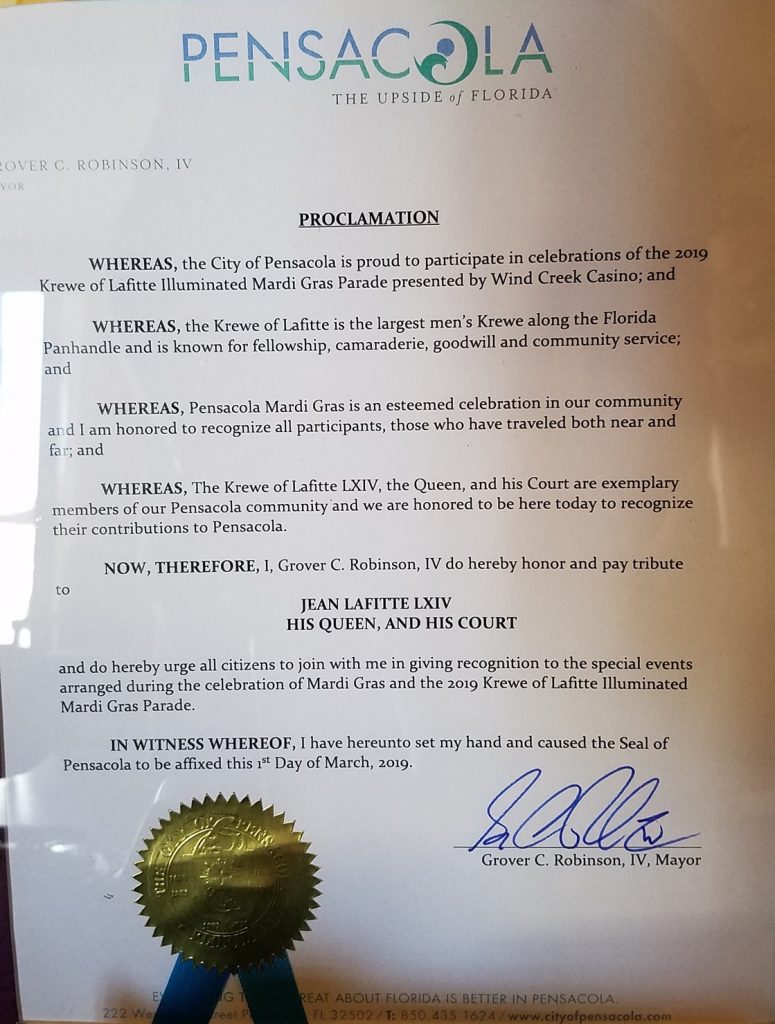 PENSACOLA
THE UPSIDE of FLORIDA
ROVER C. ROBINSON, IV
YOR
PROCLAMATION
WHEREAS, the City of Pensacola is proud to participate in celebrations of the 2019
Krewe of Lafitte Illuminated Mardi Gras Parade presented by Wind Creek Casino; and
WHEREAS, the Krewe of Lafitte is the largest men's Krewe along the Florida
Panhandle and is known for fellowship, camaraderie, goodwill and community service;
and
WHEREAS, Pensacola Mardi Gras is an esteemed celebration in our community
and I am honored to recognize all participants, those who have traveled both near and
far; and
WHEREAS, The Krewe of Lafitte LXIV, the Queen, and his Court are exemplary
members of our Pensacola community and we are honored to be here today to recognize
their contributions to Pensacola.
NOW, THEREFORE, I, Grover C. Robinson, IV do hereby honor and pay tribute
to
JEAN LAFITTE LXIV
HIS QUEEN, AND HIS COURT
and do hereby urge all citizens to join with me in giving recognition to the special events
arranged during the celebration of Mardi Gras and the 2019 Krewe of Lafitte Illuminated
Mardi Gras Parade.
IN WITNESS WHEREOF, I have hereunto set my hand and caused the Seal of
Pensacola to be affixed this 1st Day of March, 2019.
Grover C. Robinson, IV, Mayor
THE CITY OF PENSACOLA
REAT ABOUT FLORIDA IS BETTER IN PENSACOLA.
222 We reet FL 32502 / T: 850.435.1624 / www.cityofpensacola.com